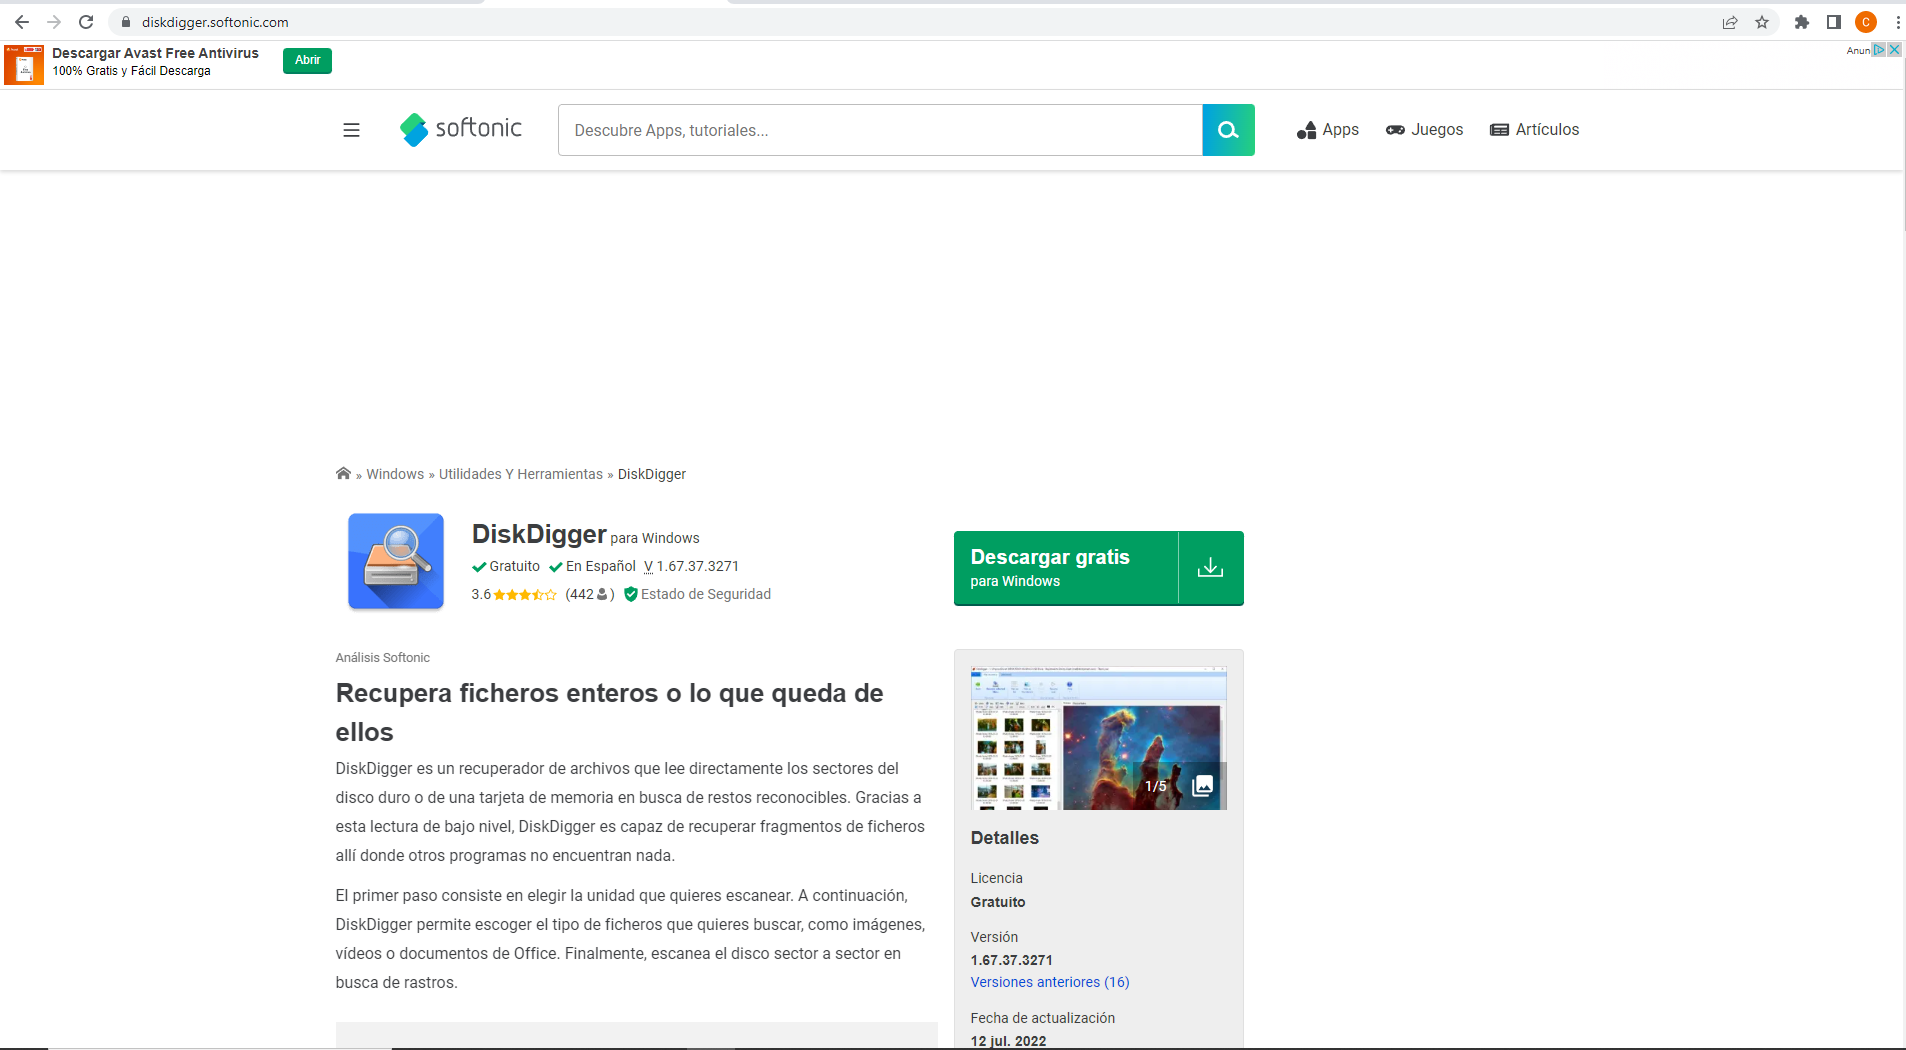 diskdigger.softonic.com
C
Descargar Avast Free Antivirus
100% Gratis y Fácil Descarga
Abrir
Anun
softonic
Descubre Apps, tutoriales...
Apps
Juegos
Artículos
» Windows » Utilidades Y Herramientas » DiskDigger
DiskDigger para Windows
Gratuito En Español V 1.67.37.3271
3.6 (442 ) Estado de Seguridad
Descargar gratis
para Windows
Análisis Softonic
Recupera ficheros enteros o lo que queda de
ellos
DiskDigger es un recuperador de archivos que lee directamente los sectores del
disco duro o de una tarjeta de memoria en busca de restos reconocibles. Gracias a
esta lectura de bajo nivel, DiskDigger es capaz de recuperar fragmentos de ficheros
allí donde otros programas no encuentran nada.
El primer paso consiste en elegir la unidad que quieres escanear. A continuación,
DiskDigger permite escoger el tipo de ficheros que quieres buscar, como imágenes,
vídeos o documentos de Office. Finalmente, escanea el disco sector a sector en
busca de rastros.
1/5
Detalles
Licencia
Gratuito
Versión
1.67.37.3271
Versiones anteriores (16)
Fecha de actualización
12 jul. 2022